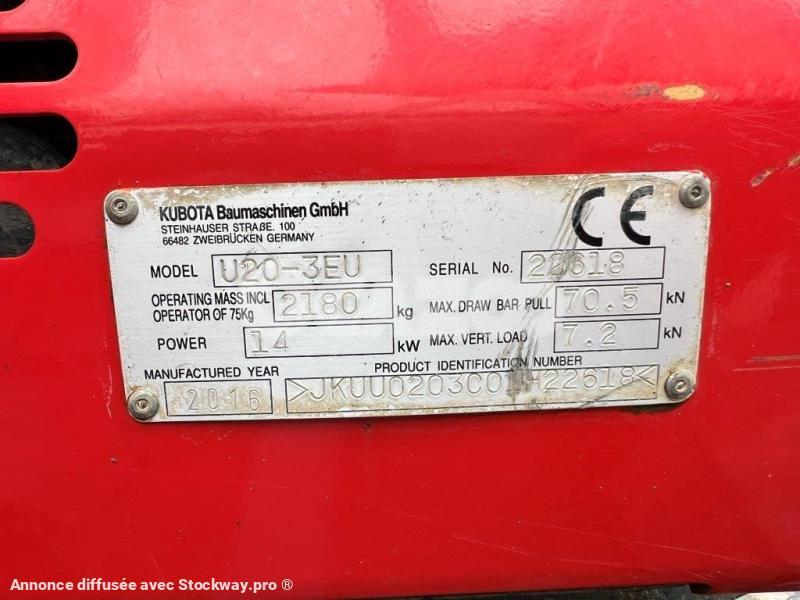 KUBOTA Baumaschinen GmbH
STEINHAUSER STRAßE. 100
66482 ZWEIBRÜCKEN GERMANY
CE
MODEL U20-3EU SERIAL No. 22618
OPERATING MASS INCL OPERATOR OF 75Kg 2180 kg MAX. DRAW BAR PULL 70.5 kN
POWER 14 kW MAX. VERT. LOAD 7.2 kN
MANUFACTURED YEAR PRODUCT IDENTIFICATION NUMBER
2016
Annonce diffusée avec Stockway.pro ®